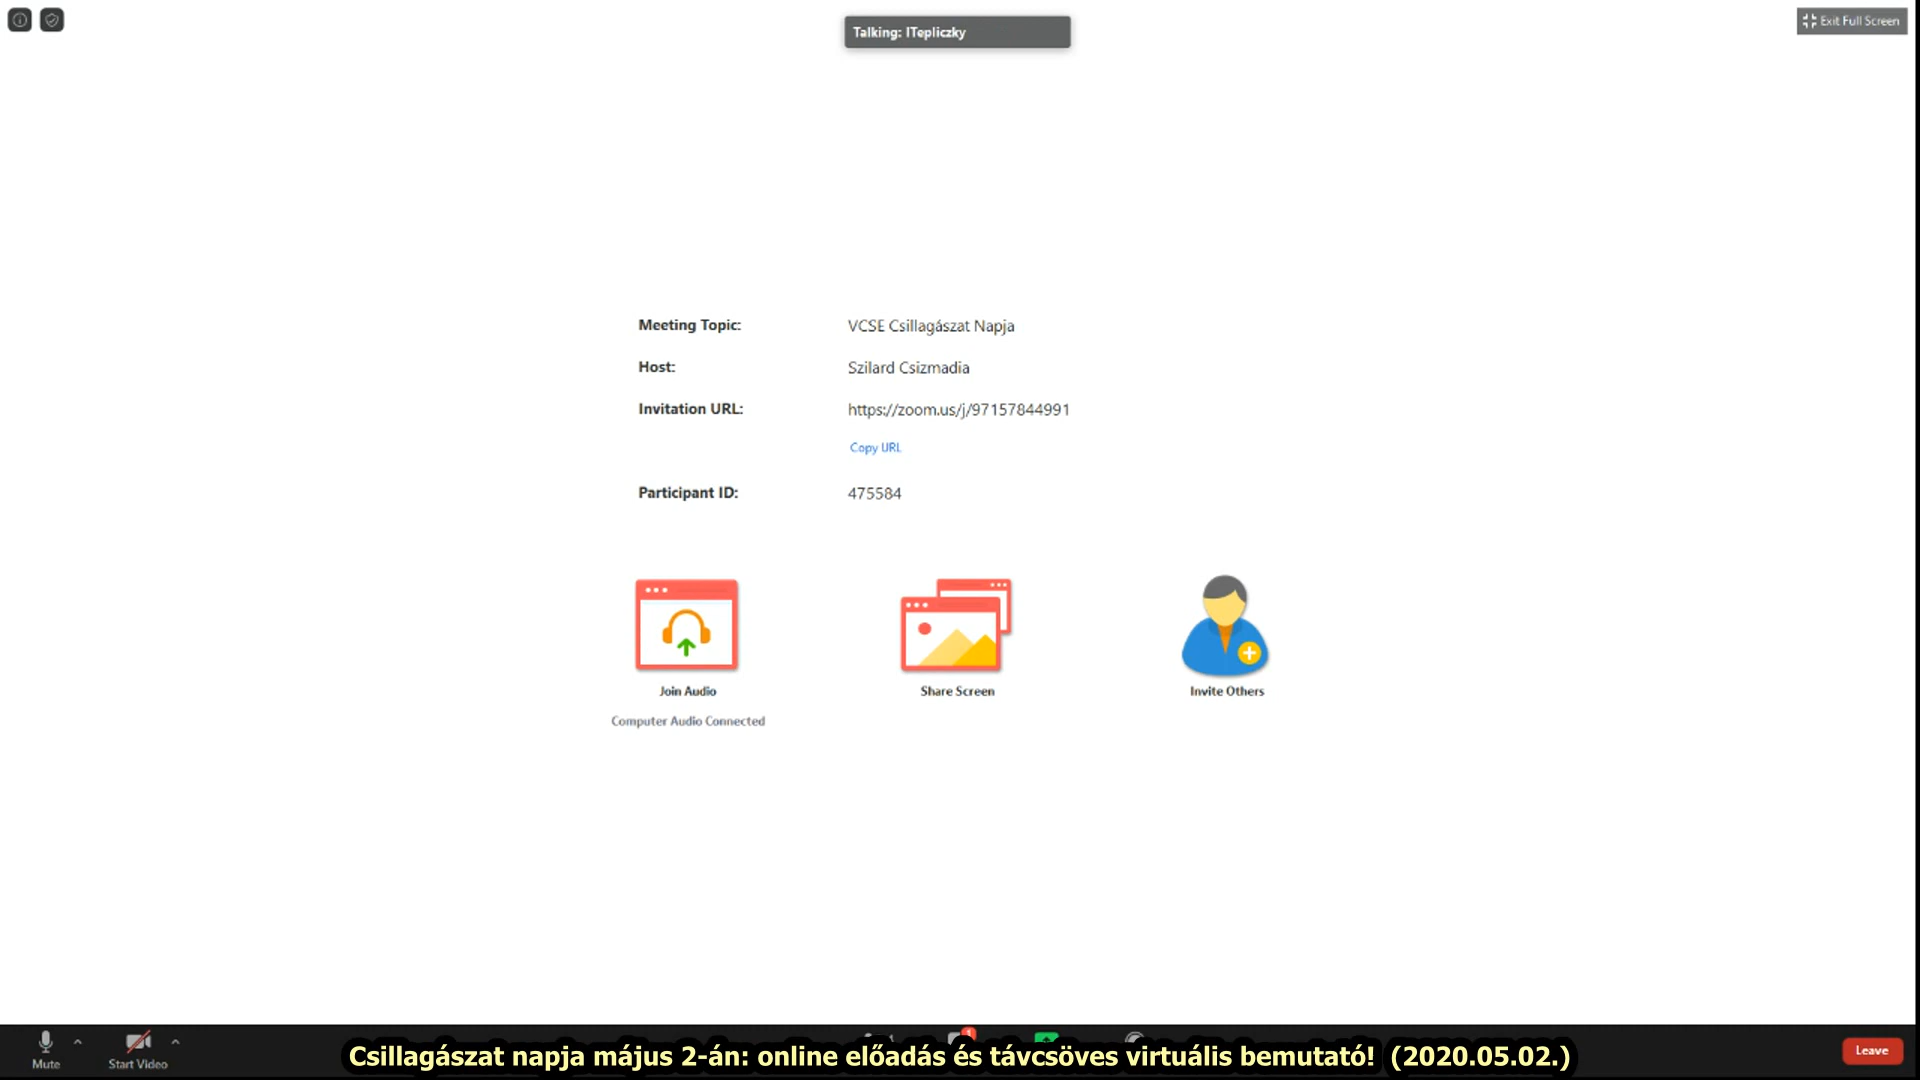 Talking: ITepliczky
Exit Full Screen
Meeting Topic: VCSE Csillagászat Napja
Host: Szilard Csizmadia
Invitation URL: https://zoom.us/j/97157844991
Copy URL
Participant ID: 475584
Join Audio
Share Screen
Invite Others
Computer Audio Connected
1
Mute
Start Video
Csillagászat napja május 2-án: online előadás és távcsöves virtuális bemutató! (2020.05.02.)
Leave